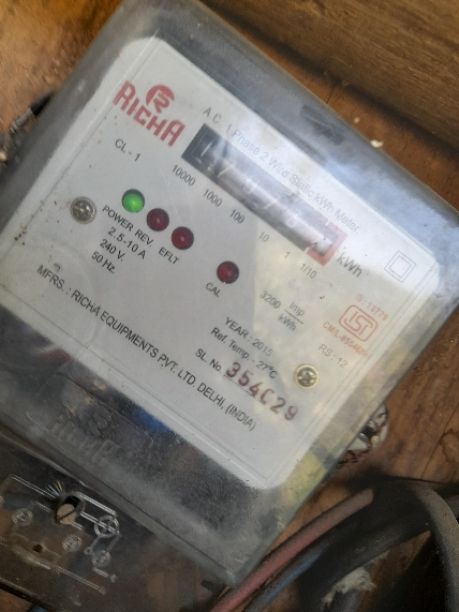 RICHA
A.C. 1 Phase 2 Wire Static kWh Meter
CL-1
10000 1000 100 10 1 1/10
kWh
POWER REV. EFLT
2.5-10 A
240 V.
50 Hz.
CAL
3200 imp/kWh
RS-12
YEAR : 2015
Ref. Temp.: 27°C
SL No. 354C29
MFRS.: RICHA EQUIPMENTS PVT. LTD. DELHI, (INDIA)